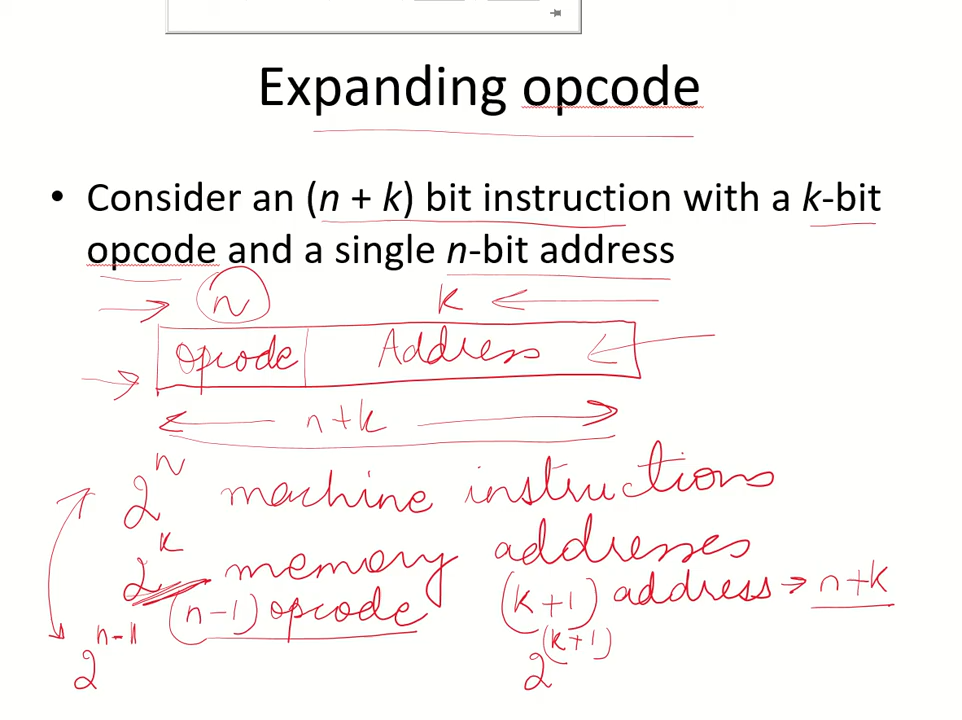 Expanding opcode
• Consider an (n + k) bit instruction with a k-bit
opcode and a single n-bit address
n k
opcode Address
n+k
2^n machine instructions
2^k memory addresses
(n-1) opcode (k+1) address → n+k
2^n-1 2^(k+1)